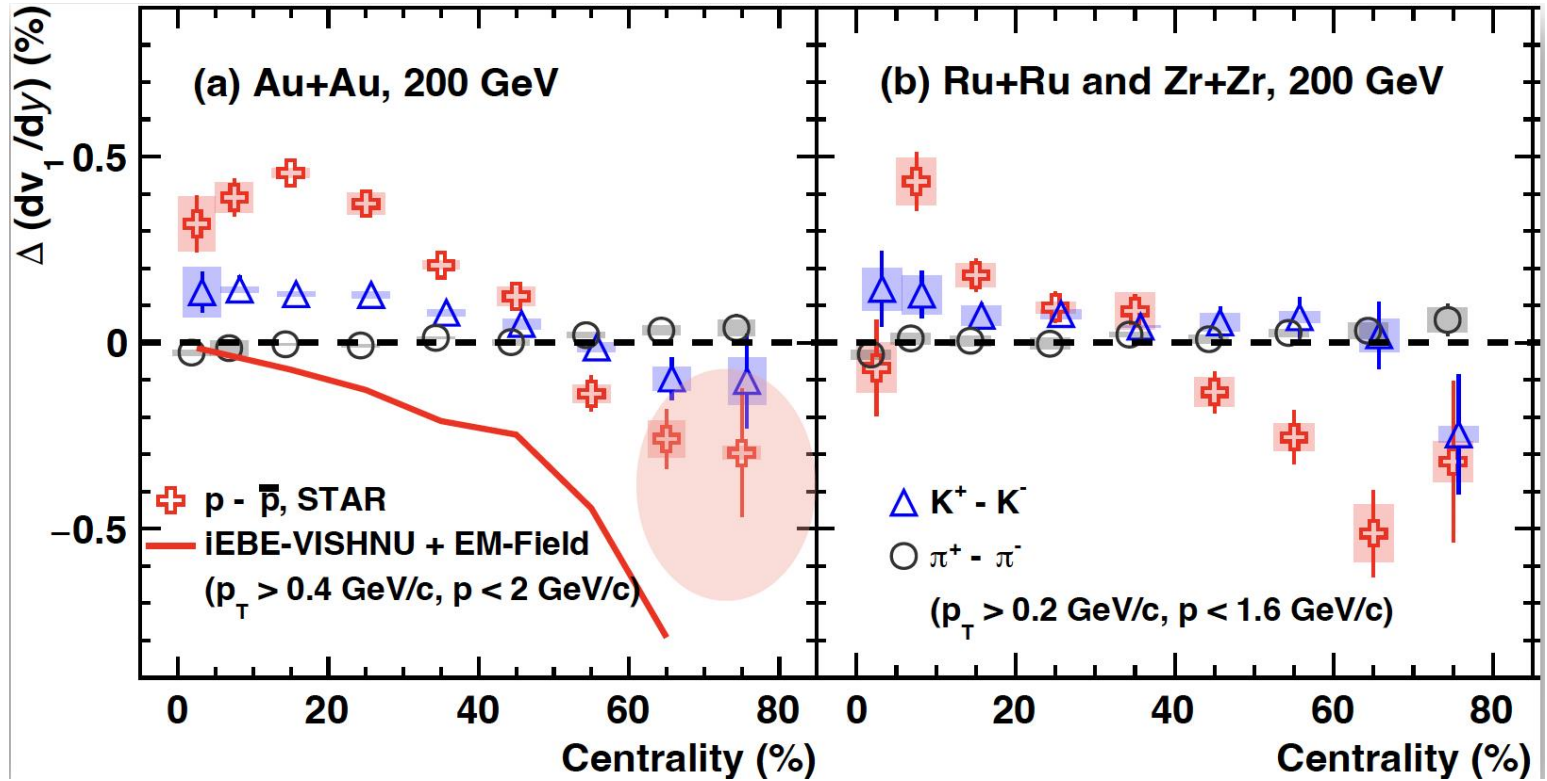 Δ (dv1/dy) (%)
(a) Au+Au, 200 GeV
(b) Ru+Ru and Zr+Zr, 200 GeV
0.5
0
−0.5
p - p̅, STAR
iEBE-VISHNU + EM-Field
(pT > 0.4 GeV/c, p < 2 GeV/c)
K+ - K-
π+ - π-
(pT > 0.2 GeV/c, p < 1.6 GeV/c)
0 20 40 60 80
0 20 40 60 80
Centrality (%)
Centrality (%)